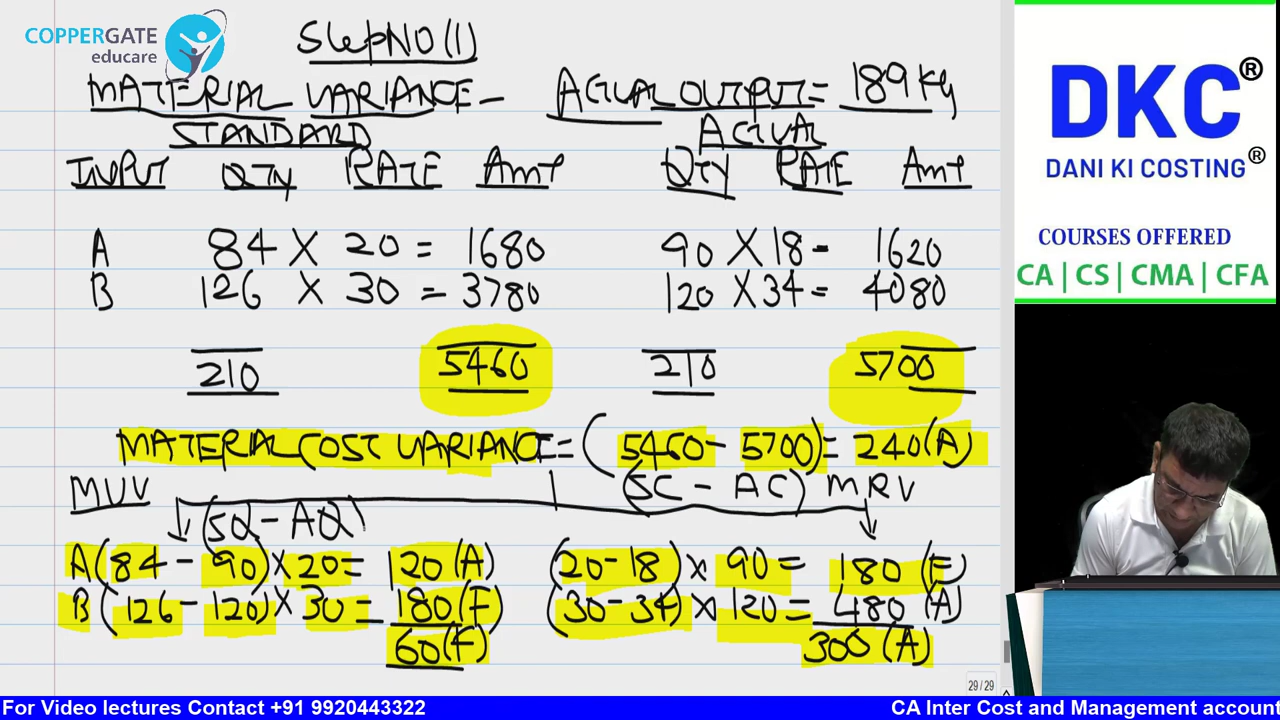 COPPERGATE
educare
Step NO (1)
MATERIAL VARIANCE - ACTUAL OUTPUT = 189 Kg
STANDARD ACTUAL
INPUT QTY RATE Amt QTY RATE Amt
A 84 X 20 = 1680 90 X 18 = 1620
B 126 X 30 = 3780 120 X 34 = 4080
210 5460 210 5700
MATERIAL COST VARIANCE = (5460 - 5700) = 240 (A)
MUV (SC - AC) MRV
(SQ - AQ)
A (84 - 90) X 20 = 120 (A) (20 - 18) X 90 = 180 (F)
B (126 - 120) X 30 = 180 (F) (30 - 34) X 120 = 480 (A)
60 (F) 300 (A)
29 / 29
DKC®
DANI KI COSTING®
COURSES OFFERED
CA | CS | CMA | CFA
For Video lectures Contact +91 9920443322 CA Inter Cost and Management account